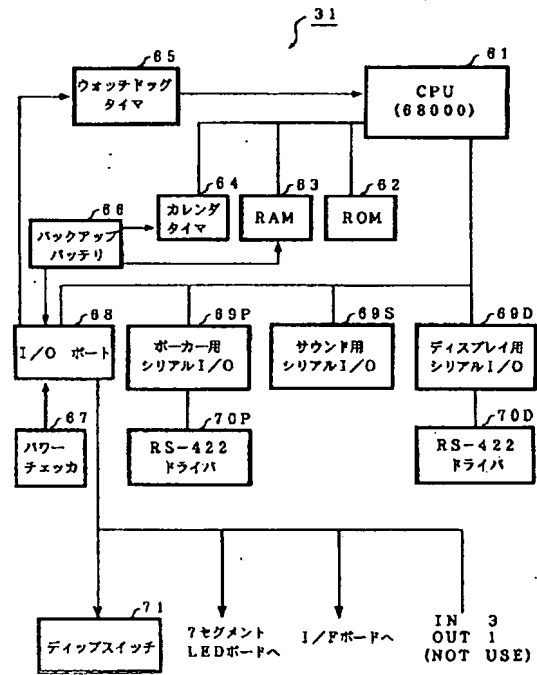 31
65
ウォッチドッグ
タイマ
61
CPU
(68000)
64
カレンダ
タイマ
63
RAM
62
ROM
66
バックアップ
バッテリ
68
I/O ポート
69P
ポーカー用
シリアルI/O
69S
サウンド用
シリアルI/O
69D
ディスプレイ用
シリアルI/O
67
パワー
チェッカ
70P
RS-422
ドライバ
70D
RS-422
ドライバ
71
ディップスイッチ
7セグメント
LEDボードへ
I/Fボードへ
IN 3
OUT 1
(NOT USE)